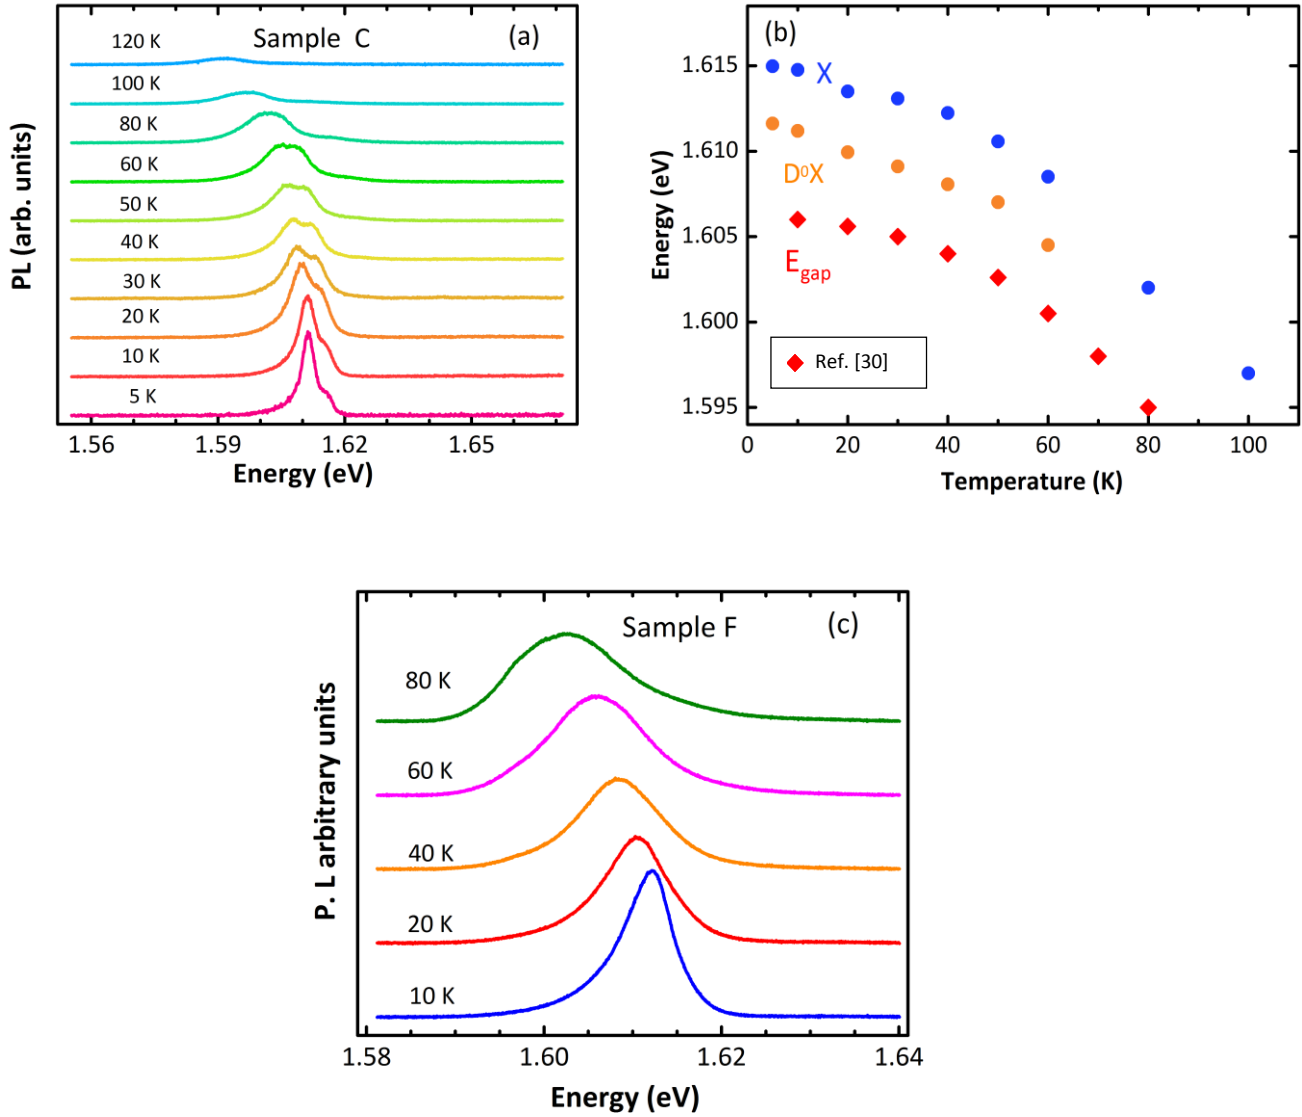 Sample C
(a)
120 K
100 K
80 K
60 K
50 K
40 K
30 K
20 K
10 K
5 K
PL (arb. units)
1.56
1.59
1.62
1.65
Energy (eV)
(b)
X
D⁰X
E_gap
Ref. [30]
1.615
1.610
1.605
1.600
1.595
Energy (eV)
0
20
40
60
80
100
Temperature (K)
Sample F
(c)
80 K
60 K
40 K
20 K
10 K
P. L arbitrary units
1.58
1.60
1.62
1.64
Energy (eV)